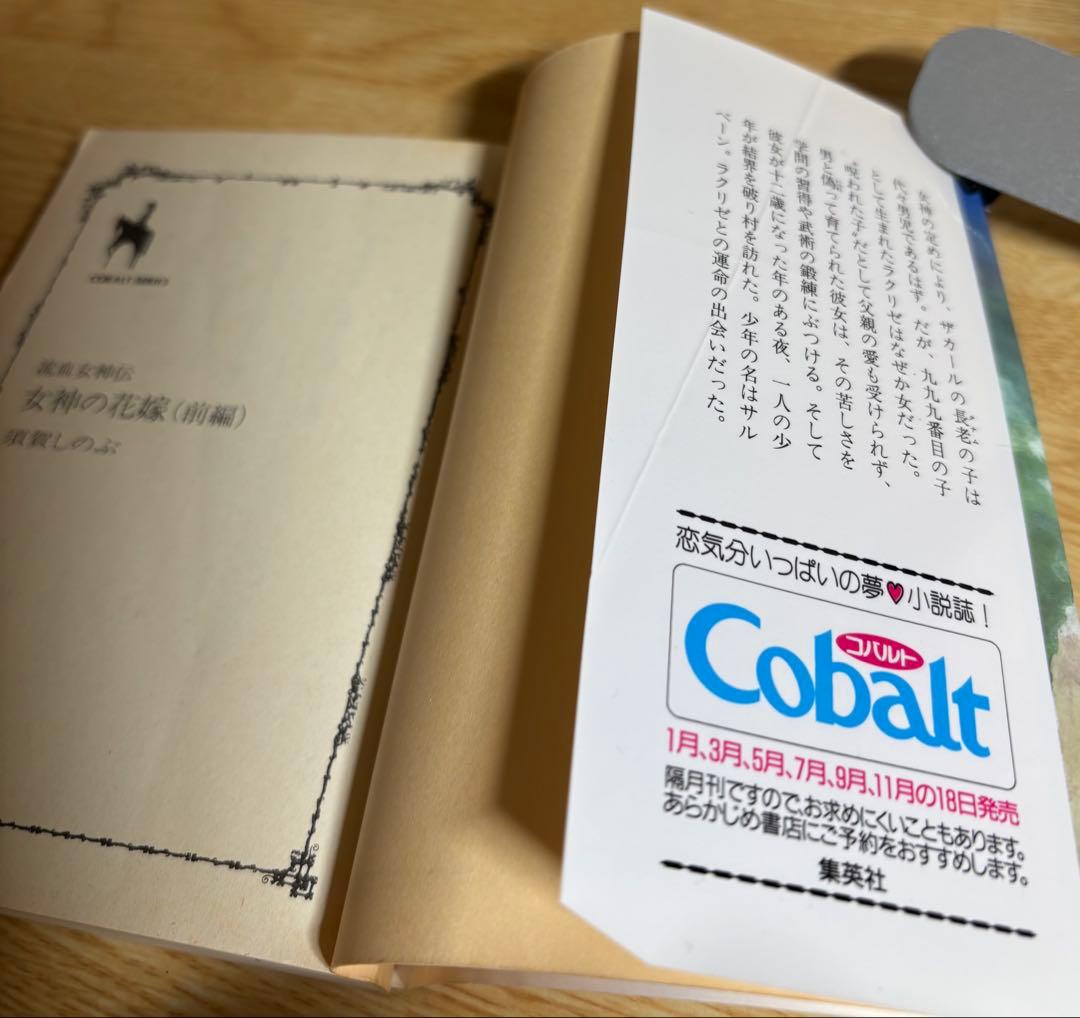 COBALT-SERIES
流血女神伝
女神の花嫁(前編)
須賀しのぶ
女神の定めにより、ザカールの長老の子は
代々男児であるはず。だが、九九九番目の子
として生まれたラクリゼはなぜか女だった。
〝呪われた子〟だとして父親の愛も受けられず、
男と偽って育てられた彼女は、その苦しさを
学問の習得や武術の鍛練にぶつける。そして
彼女が十二歳になった年のある夜、一人の少
年が結界を破り村を訪れた。少年の名はサル
ベーン。ラクリゼとの運命の出会いだった。
恋気分いっぱいの夢♥小説誌!
コバルト
Cobalt
1月、3月、5月、7月、9月、11月の18日発売
隔月刊ですので、お求めにくいこともあります。
あらかじめ書店にご予約をおすすめします。
集英社